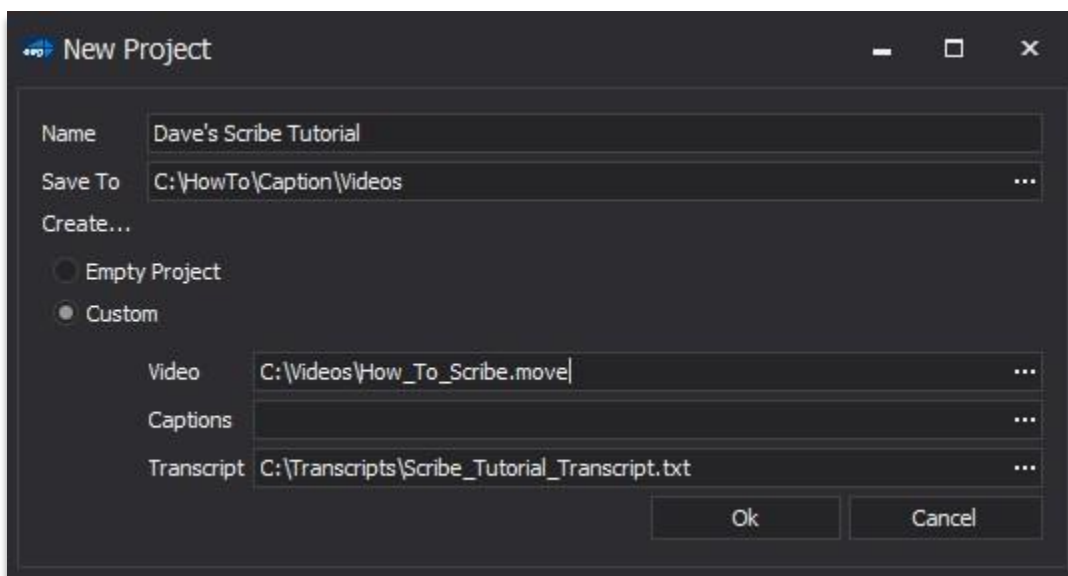 New Project
Name Dave's Scribe Tutorial
Save To C:\HowTo\Caption\Videos ...
Create...
Empty Project
Custom
Video C:\Videos\How_To_Scribe.move ...
Captions ...
Transcript C:\Transcripts\Scribe_Tutorial_Transcript.txt ...
Ok Cancel